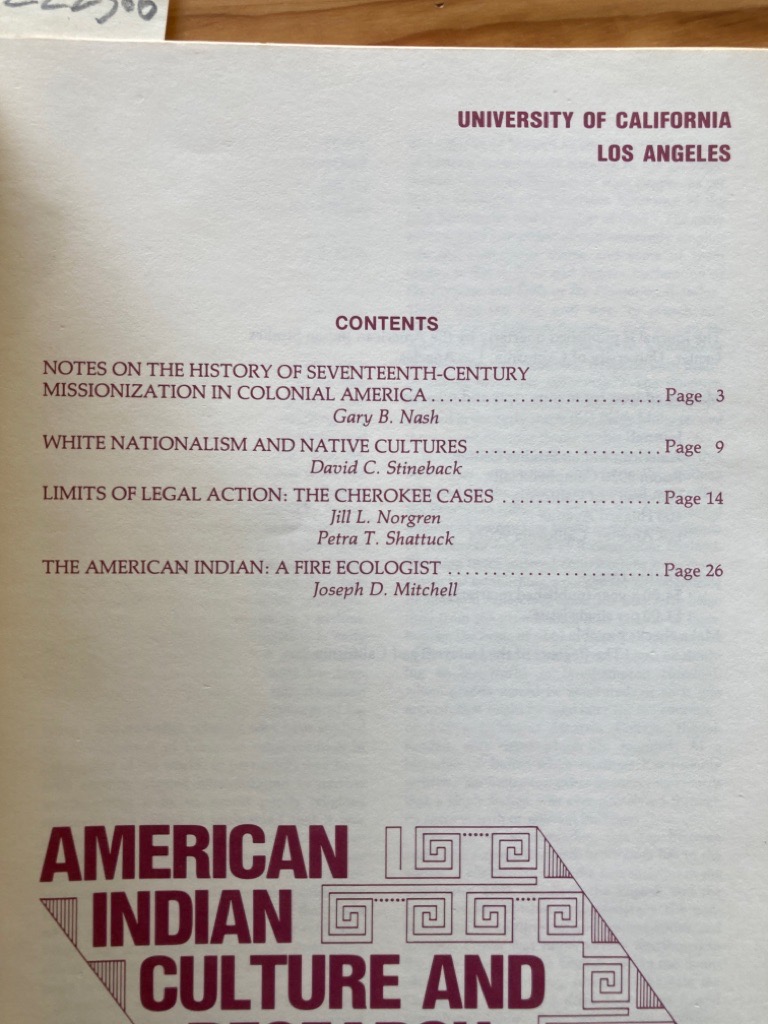 UNIVERSITY OF CALIFORNIA
LOS ANGELES
CONTENTS
NOTES ON THE HISTORY OF SEVENTEENTH-CENTURY
MISSIONIZATION IN COLONIAL AMERICA.......................... Page 3
Gary B. Nash
WHITE NATIONALISM AND NATIVE CULTURES ..................... Page 9
David C. Stineback
LIMITS OF LEGAL ACTION: THE CHEROKEE CASES .................. Page 14
Jill L. Norgren
Petra T. Shattuck
THE AMERICAN INDIAN: A FIRE ECOLOGIST ........................ Page 26
Joseph D. Mitchell
AMERICAN
INDIAN
CULTURE AND
RESEARCH